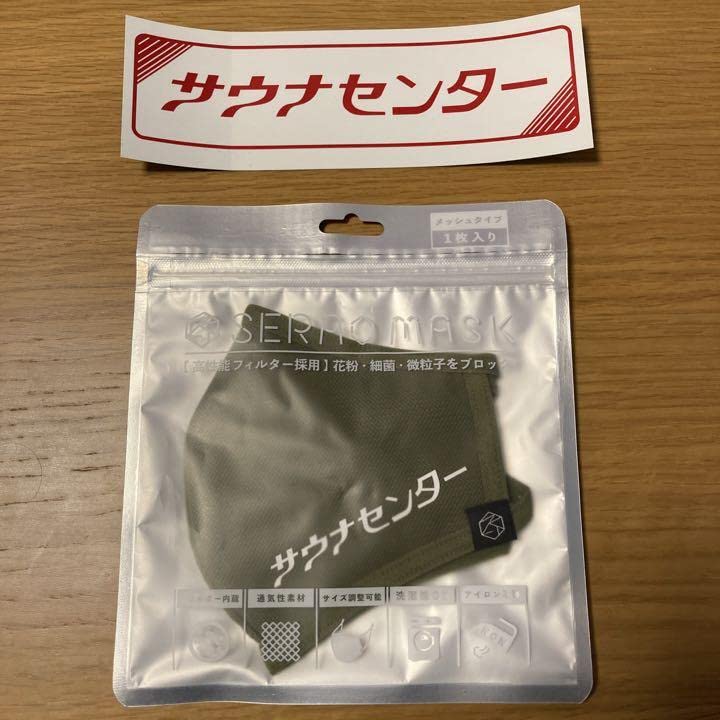 サウナセンター
メッシュタイプ
1枚入り
SERAO MASK
【高性能フィルター採用】花粉・細菌・微粒子をブロック
サウナセンター
通気性素材
サイズ調整可能